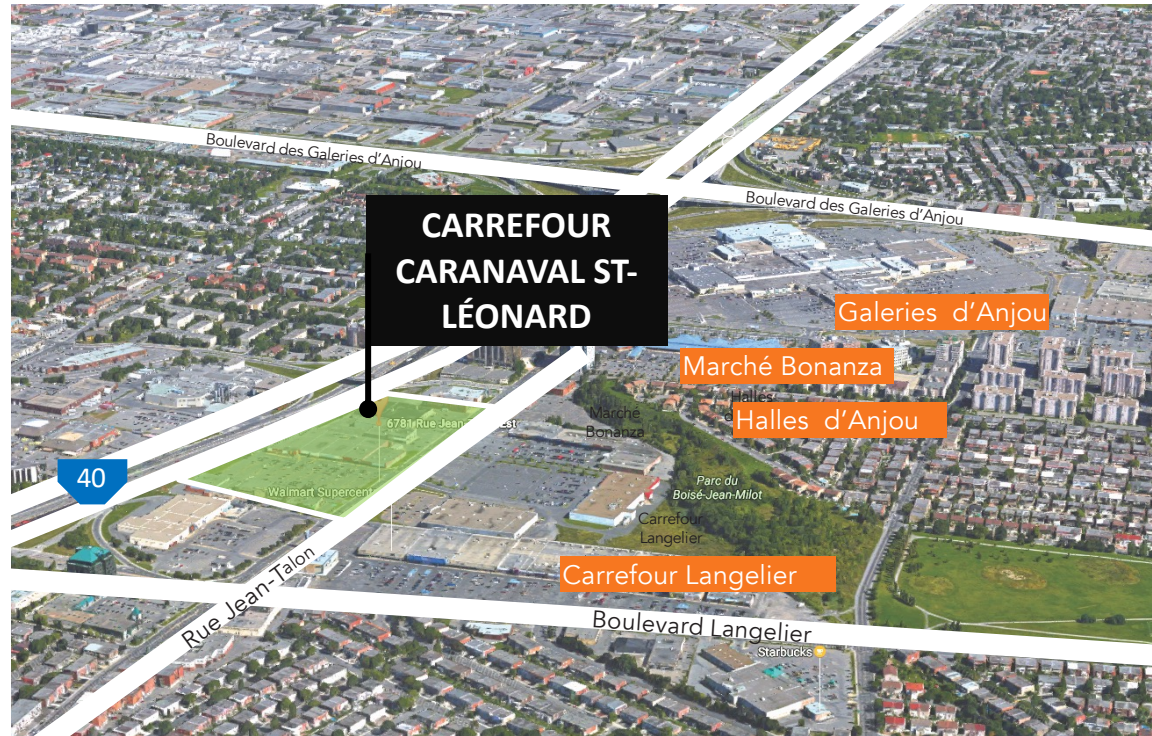 Boulevard des Galeries d'Anjou
Boulevard des Galeries d'Anjou
CARREFOUR
CARANAVAL ST-
LÉONARD
Galeries d'Anjou
Marché Bonanza
Halles
Halles d'Anjou
Marché
Bonanza
6781 Rue Jean
Est
40
Walmart Supercent
Parc du
Boisé-Jean-Milot
Carrefour
Langelier
Carrefour Langelier
Rue Jean-Talon
Boulevard Langelier
Starbucks